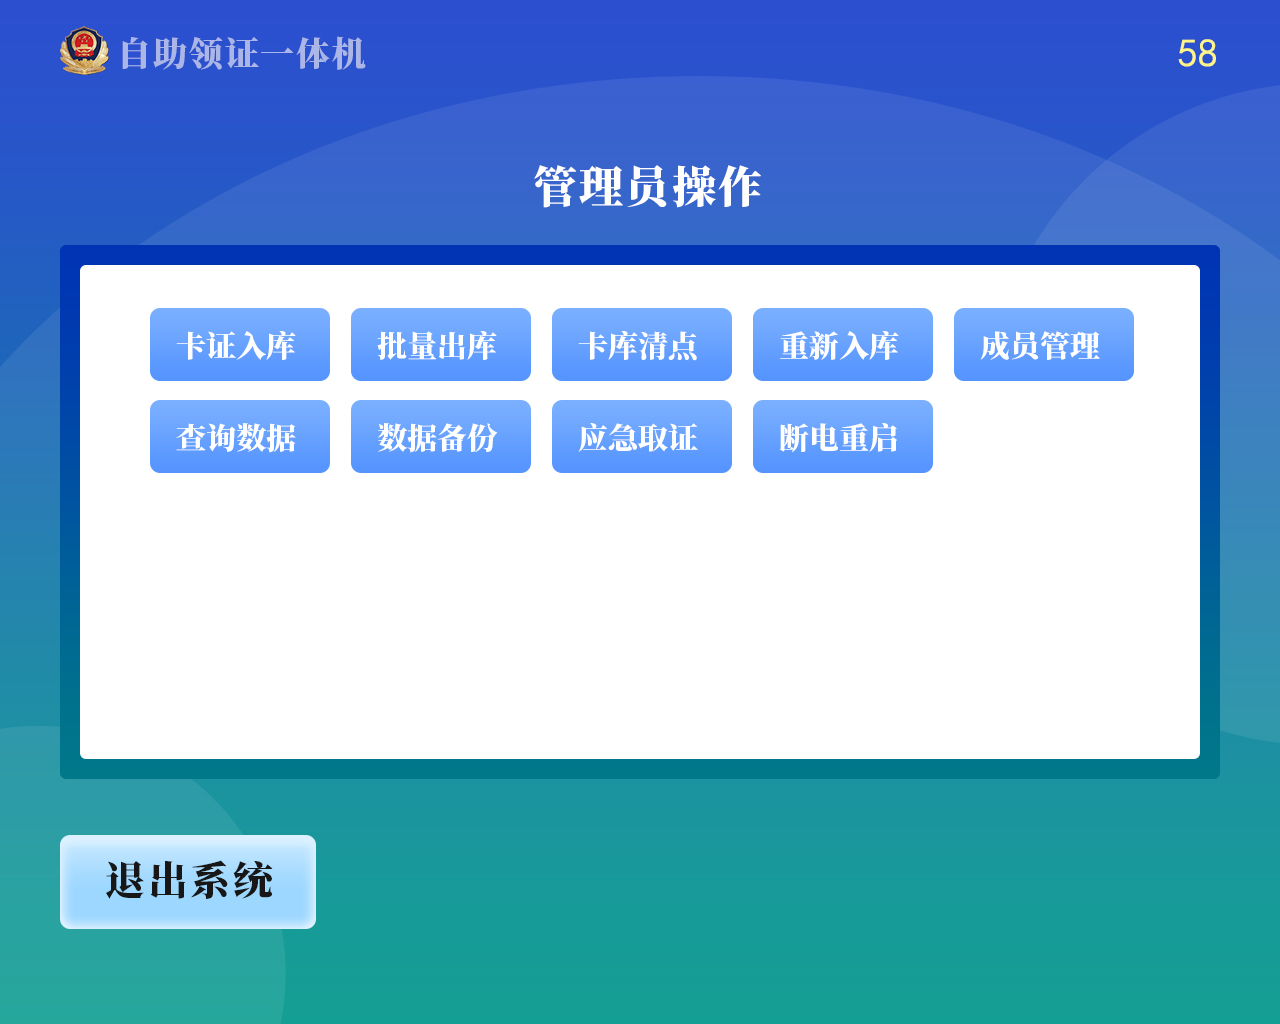 自助领证一体机
58
管理员操作
卡证入库 批量出库 卡库清点 重新入库 成员管理
查询数据 数据备份 应急取证 断电重启
退出系统